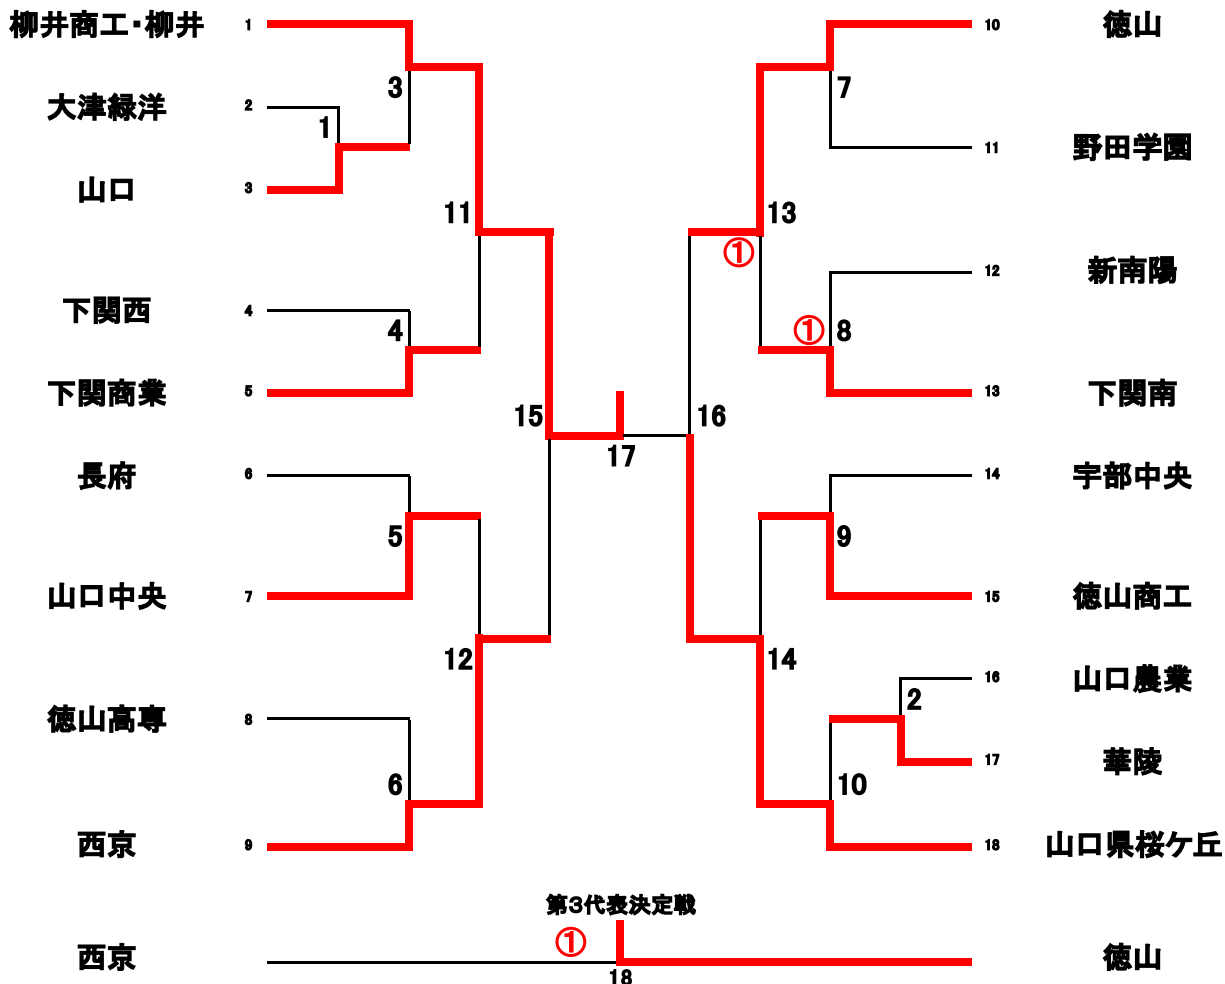 柳井商工・柳井 1
大津緑洋 2
山口 3
下関西 4
下関商業 5
長府 6
山口中央 7
徳山高専 8
西京 9
3
1
11
4
15
5
12
6
17
7
13
①
① 8
16
9
14
2
10
10 徳山
11 野田学園
12 新南陽
13 下関南
14 宇部中央
15 徳山商工
16 山口農業
17 華陵
18 山口県桜ケ丘
第3代表決定戦
西京 ① 徳山
18